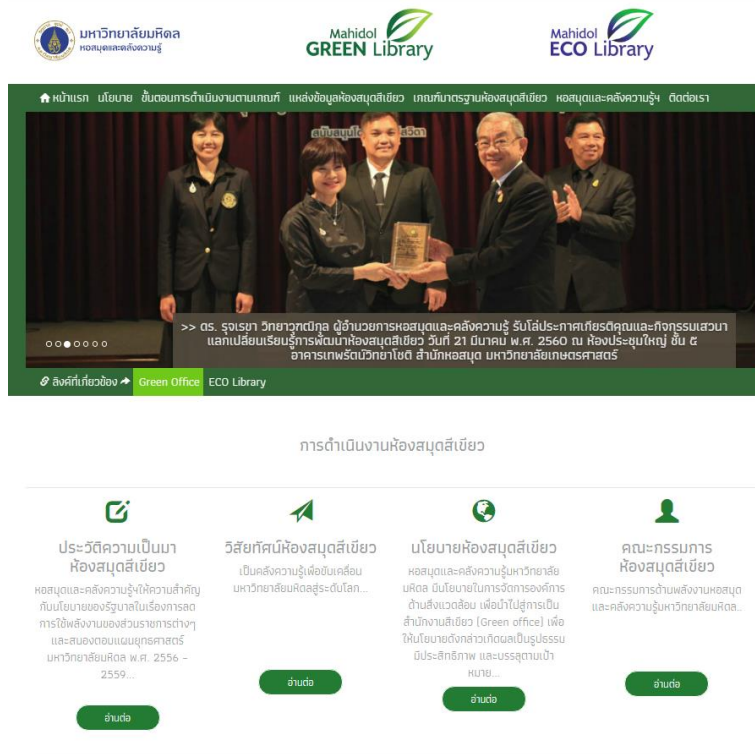 มหาวิทยาลัยมหิดล
หอสมุดและคลังความรู้
Mahidol
GREEN Library
Mahidol
ECO Library
หน้าแรก นโยบาย ขั้นตอนการดำเนินงานตามเกณฑ์ แหล่งข้อมูลห้องสมุดสีเขียว เกณฑ์มาตรฐานห้องสมุดสีเขียว หอสมุดและคลังความรู้ฯ ติดต่อเรา
>> ดร. รุจเรขา วิทยาวุฑฒิกุล ผู้อำนวยการหอสมุดและคลังความรู้ รับโล่ประกาศเกียรติคุณและกิจกรรมเสวนา
แลกเปลี่ยนเรียนรู้การพัฒนาห้องสมุดสีเขียว วันที่ 21 มีนาคม พ.ศ. 2560 ณ ห้องประชุมใหญ่ ชั้น ๕
อาคารเทพรัตน์วิทยาโชติ สำนักหอสมุด มหาวิทยาลัยเกษตรศาสตร์
ลิงค์ที่เกี่ยวข้อง Green Office ECO Library
การดำเนินงานห้องสมุดสีเขียว
ประวัติความเป็นมา
ห้องสมุดสีเขียว
หอสมุดและคลังความรู้ฯให้ความสำคัญ
กับนโยบายของรัฐบาลในเรื่องการลด
การใช้พลังงานของส่วนราชการต่างๆ
และสนองตอบแผนยุทธศาสตร์
มหาวิทยาลัยมหิดล พ.ศ. 2556 –
2559...
อ่านต่อ
วิสัยทัศน์ห้องสมุดสีเขียว
เป็นคลังความรู้เพื่อขับเคลื่อน
มหาวิทยาลัยมหิดลสู่ระดับโลก...
อ่านต่อ
นโยบายห้องสมุดสีเขียว
หอสมุดและคลังความรู้มหาวิทยาลัย
มหิดล มีนโยบายในการจัดการองค์การ
ด้านสิ่งแวดล้อม เพื่อนำไปสู่การเป็น
สำนักงานสีเขียว (Green office) เพื่อ
ให้นโยบายดังกล่าวเกิดผลเป็นรูปธรรม
มีประสิทธิภาพ และบรรลุตามเป้า
หมาย...
อ่านต่อ
คณะกรรมการ
ห้องสมุดสีเขียว
คณะกรรมการด้านพลังงานหอสมุด
และคลังความรู้มหาวิทยาลัยมหิดล..
อ่านต่อ